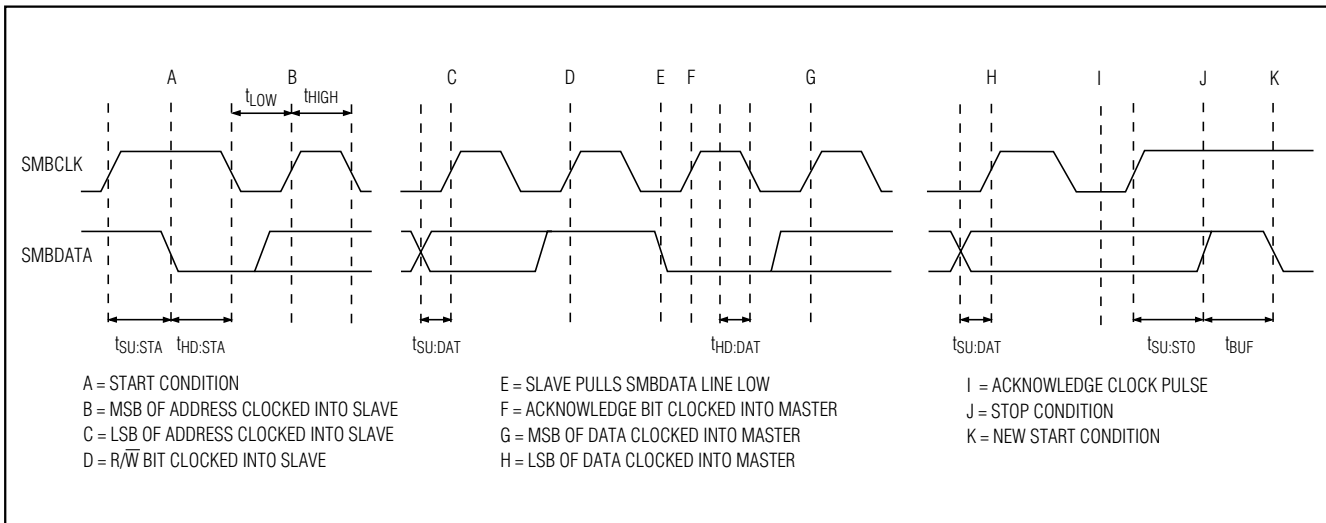 A B C D E F G H I J K
tLOW tHIGH
SMBCLK
SMBDATA
tSU:STA tHD:STA tSU:DAT tHD:DAT tSU:DAT tSU:STO tBUF
A = START CONDITION
B = MSB OF ADDRESS CLOCKED INTO SLAVE
C = LSB OF ADDRESS CLOCKED INTO SLAVE
D = R/W̅ BIT CLOCKED INTO SLAVE
E = SLAVE PULLS SMBDATA LINE LOW
F = ACKNOWLEDGE BIT CLOCKED INTO MASTER
G = MSB OF DATA CLOCKED INTO MASTER
H = LSB OF DATA CLOCKED INTO MASTER
I = ACKNOWLEDGE CLOCK PULSE
J = STOP CONDITION
K = NEW START CONDITION